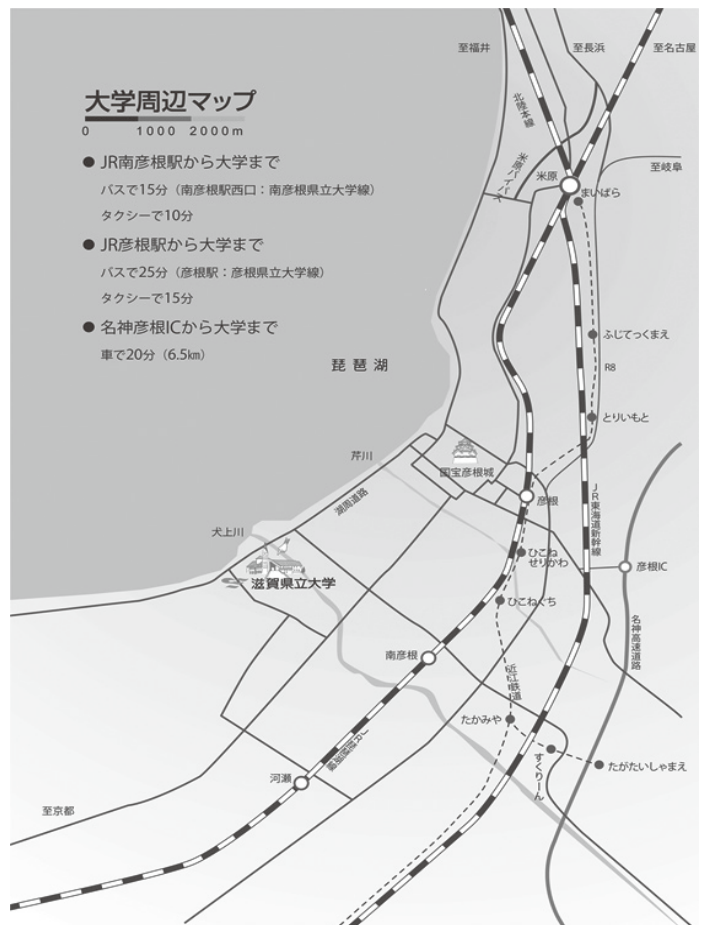 大学周辺マップ
0 1000 2000m
● JR南彦根駅から大学まで
バスで15分（南彦根駅西口：南彦根県立大学線）
タクシーで10分
● JR彦根駅から大学まで
バスで25分（彦根駅：彦根県立大学線）
タクシーで15分
● 名神彦根ICから大学まで
車で20分（6.5㎞）
至福井
至長浜
至名古屋
北陸本線
米原バイパス
米原
至岐阜
まいばら
ふじてっくまえ
R8
琵琶湖
とりいもと
芹川
国宝彦根城
湖周道路
彦根
JR東海道新幹線
犬上川
滋賀県立大学
ひこね
せりかわ
彦根IC
ひこねぐち
名神高速道路
南彦根
近江鉄道
たかみや
すくりーん
たがたいしゃまえ
河瀬
至京都